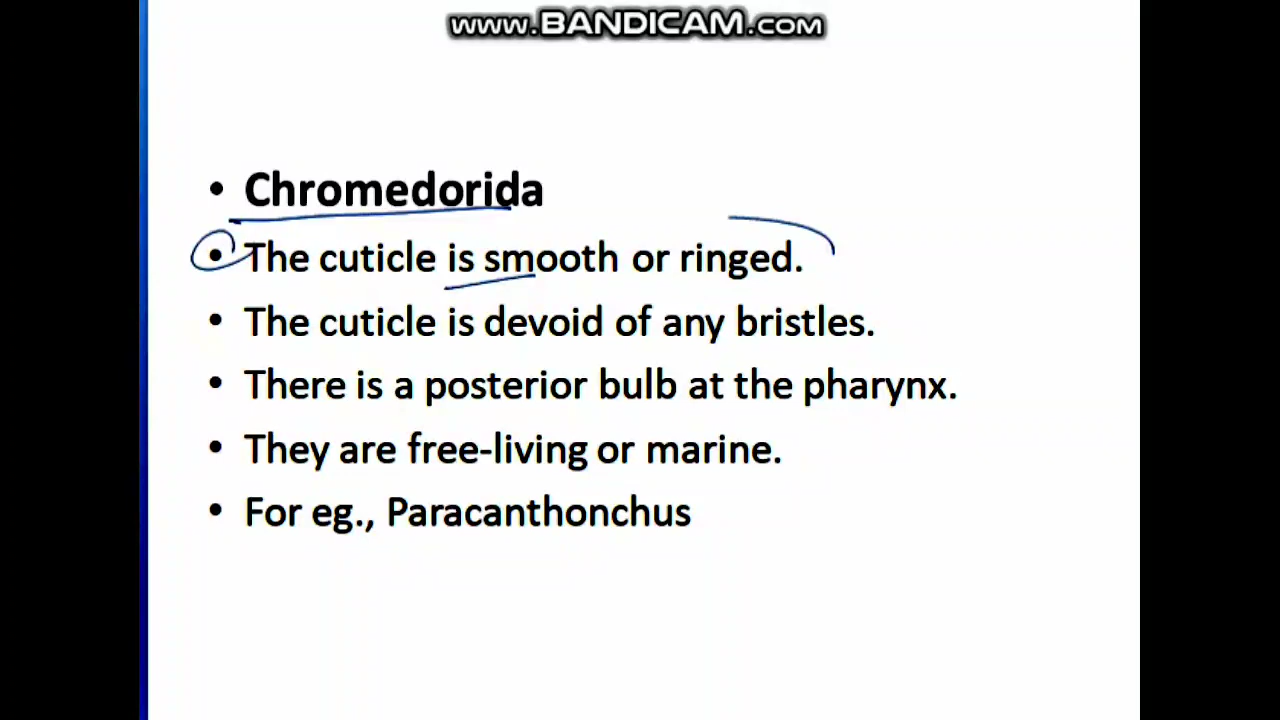 www.BANDICAM.com
• Chromedorida
• The cuticle is smooth or ringed.
• The cuticle is devoid of any bristles.
• There is a posterior bulb at the pharynx.
• They are free-living or marine.
• For eg., Paracanthonchus